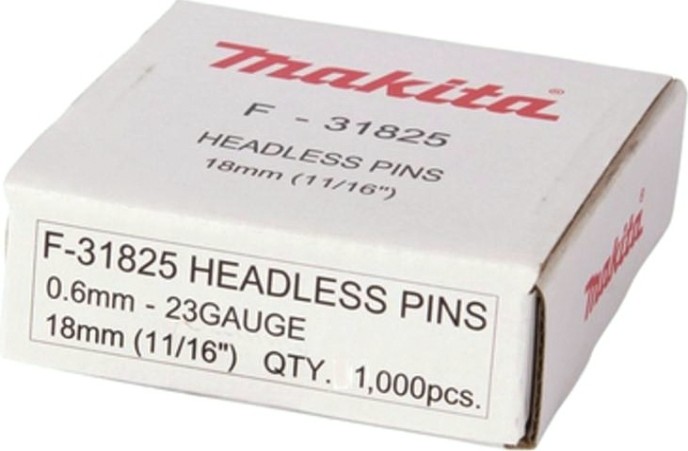 makita®
F - 31825
HEADLESS PINS
18mm (11/16")
F-31825 HEADLESS PINS
0.6mm - 23GAUGE
18mm (11/16") QTY. 1,000pcs.
makita